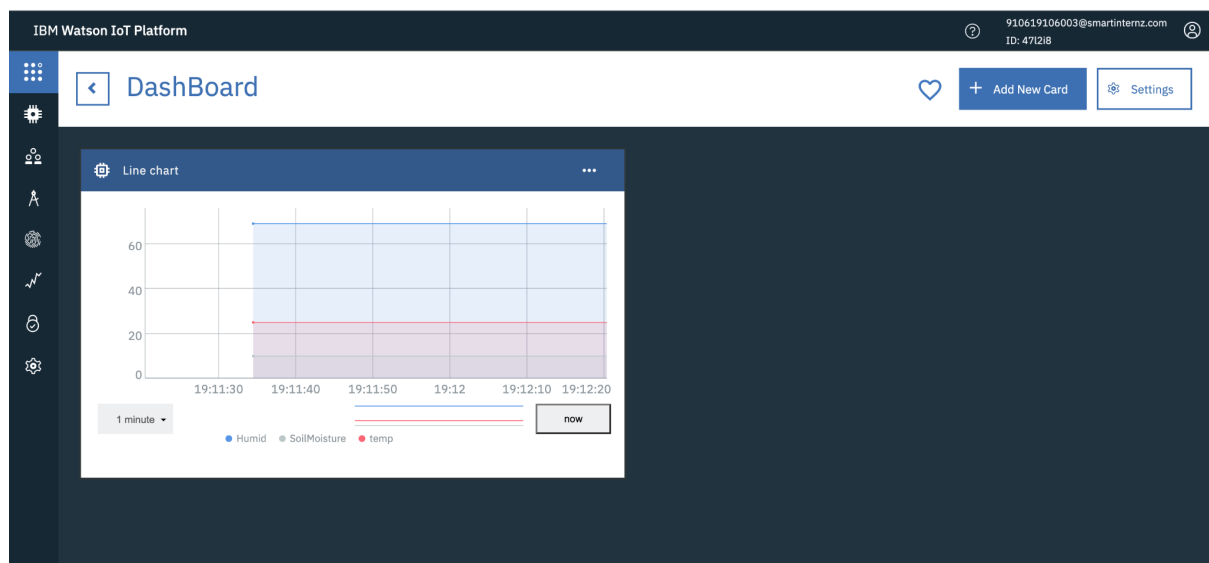 IBM Watson IoT Platform
910619106003@smartinternz.com
ID: 47l2i8
DashBoard
Add New Card
Settings
Line chart
60
40
20
0
19:11:30 19:11:40 19:11:50 19:12 19:12:10 19:12:20
1 minute
now
Humid SoilMoisture temp